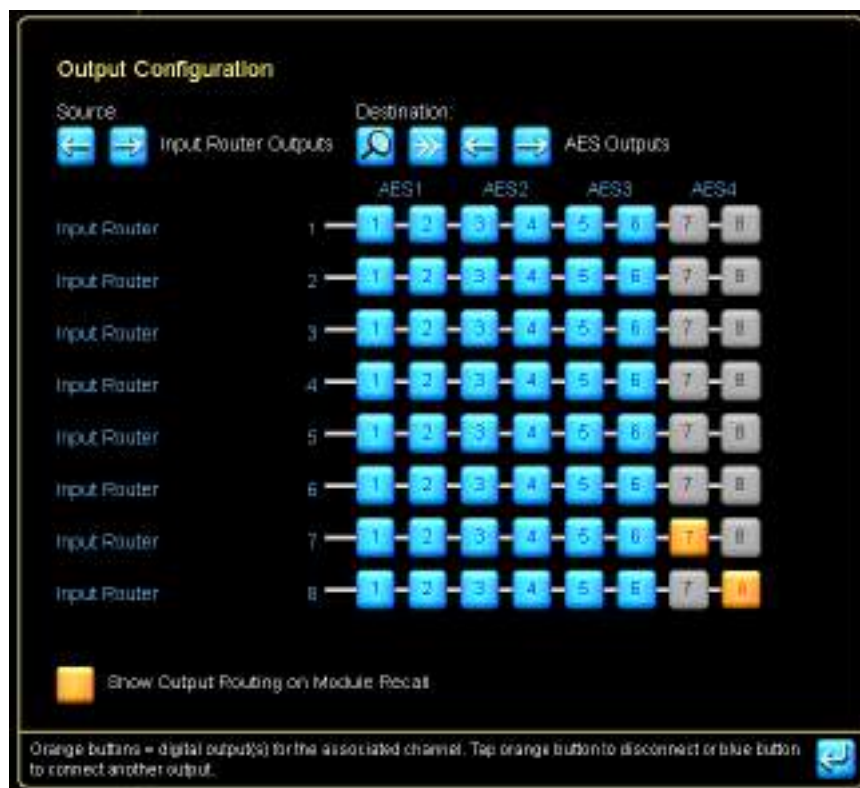 Output Configuration
Source
Destination:
Input Router Outputs
AES Outputs
AES1 AES2 AES3 AES4
Input Router 1 1 2 3 4 5 6 7 8
Input Router 2 1 2 3 4 5 6 7 8
Input Router 3 1 2 3 4 5 6 7 8
Input Router 4 1 2 3 4 5 6 7 8
Input Router 5 1 2 3 4 5 6 7 8
Input Router 6 1 2 3 4 5 6 7 8
Input Router 7 1 2 3 4 5 6 7 8
Input Router 8 1 2 3 4 5 6 7 8
Show Output Routing on Module Recall
Orange buttons = digital output(s) for the associated channel. Tap orange button to disconnect or blue button
to connect another output.